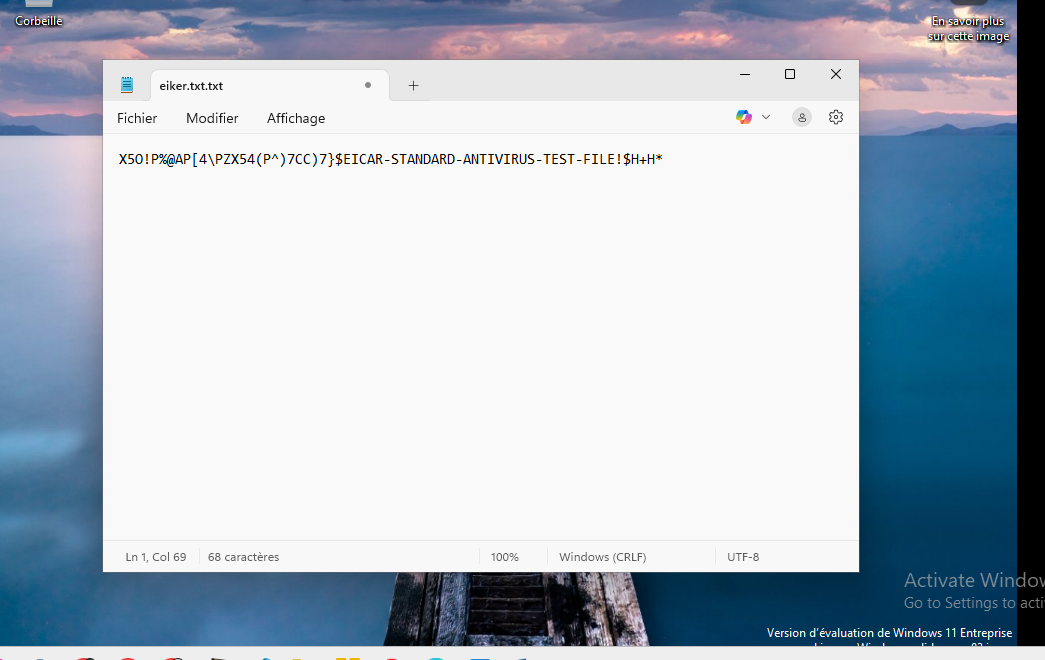 Corbeille
En savoir plus
sur cette image
eiker.txt.txt
Fichier Modifier Affichage
X5O!P%@AP[4\PZX54(P^)7CC)7}$EICAR-STANDARD-ANTIVIRUS-TEST-FILE!$H+H*
Ln 1, Col 69 68 caractères 100% Windows (CRLF) UTF-8
Activate Window
Go to Settings to acti
Version d'évaluation de Windows 11 Entreprise